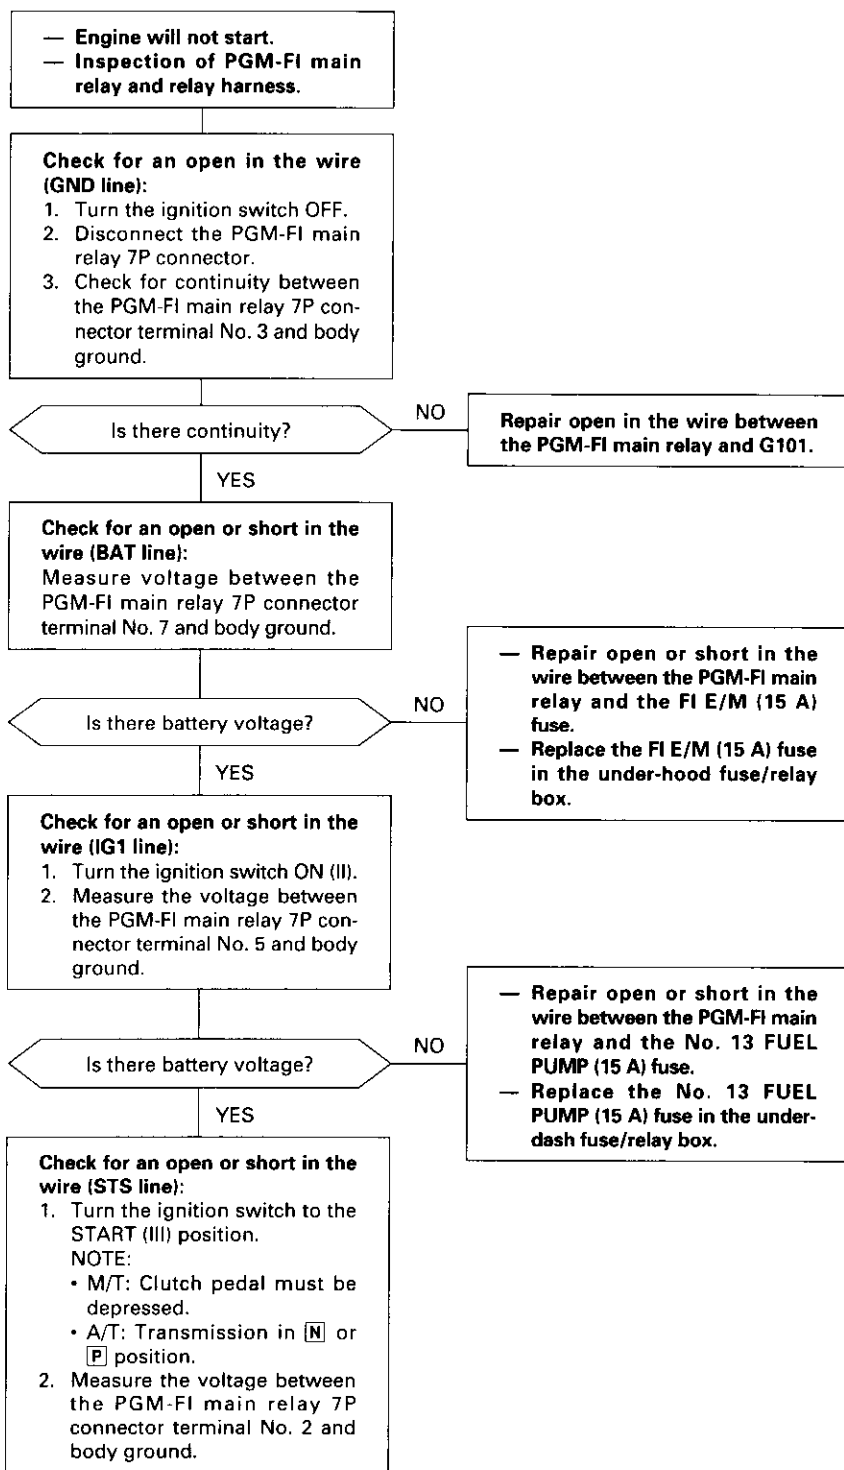 — Engine will not start.
— Inspection of PGM-FI main
relay and relay harness.
Check for an open in the wire
(GND line):
1. Turn the ignition switch OFF.
2. Disconnect the PGM-FI main
relay 7P connector.
3. Check for continuity between
the PGM-FI main relay 7P con-
nector terminal No. 3 and body
ground.
Is there continuity?
NO
Repair open in the wire between
the PGM-FI main relay and G101.
YES
Check for an open or short in the
wire (BAT line):
Measure voltage between the
PGM-FI main relay 7P connector
terminal No. 7 and body ground.
Is there battery voltage?
NO
— Repair open or short in the
wire between the PGM-FI main
relay and the FI E/M (15 A)
fuse.
— Replace the FI E/M (15 A) fuse
in the under-hood fuse/relay
box.
YES
Check for an open or short in the
wire (IG1 line):
1. Turn the ignition switch ON (II).
2. Measure the voltage between
the PGM-FI main relay 7P con-
nector terminal No. 5 and body
ground.
Is there battery voltage?
NO
— Repair open or short in the
wire between the PGM-FI main
relay and the No. 13 FUEL
PUMP (15 A) fuse.
— Replace the No. 13 FUEL
PUMP (15 A) fuse in the under-
dash fuse/relay box.
YES
Check for an open or short in the
wire (STS line):
1. Turn the ignition switch to the
START (III) position.
NOTE:
• M/T: Clutch pedal must be
depressed.
• A/T: Transmission in N or
P position.
2. Measure the voltage between
the PGM-FI main relay 7P
connector terminal No. 2 and
body ground.